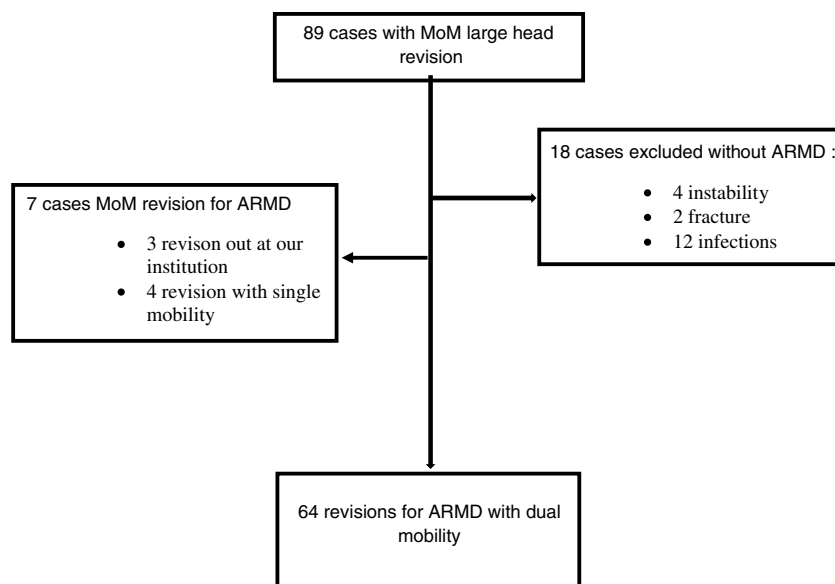 89 cases with MoM large head
revision
18 cases excluded without ARMD :
• 4 instability
• 2 fracture
• 12 infections
7 cases MoM revision for ARMD
• 3 revison out at our
institution
• 4 revision with single
mobility
64 revisions for ARMD with dual
mobility